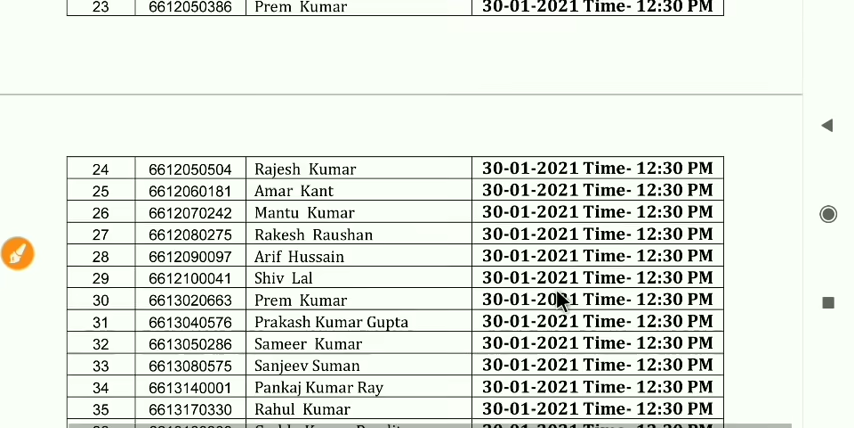 23 6612050386 Prem Kumar 30-01-2021 Time- 12:30 PM
24 6612050504 Rajesh Kumar 30-01-2021 Time- 12:30 PM
25 6612060181 Amar Kant 30-01-2021 Time- 12:30 PM
26 6612070242 Mantu Kumar 30-01-2021 Time- 12:30 PM
27 6612080275 Rakesh Raushan 30-01-2021 Time- 12:30 PM
28 6612090097 Arif Hussain 30-01-2021 Time- 12:30 PM
29 6612100041 Shiv Lal 30-01-2021 Time- 12:30 PM
30 6613020663 Prem Kumar 30-01-2021 Time- 12:30 PM
31 6613040576 Prakash Kumar Gupta 30-01-2021 Time- 12:30 PM
32 6613050286 Sameer Kumar 30-01-2021 Time- 12:30 PM
33 6613080575 Sanjeev Suman 30-01-2021 Time- 12:30 PM
34 6613140001 Pankaj Kumar Ray 30-01-2021 Time- 12:30 PM
35 6613170330 Rahul Kumar 30-01-2021 Time- 12:30 PM